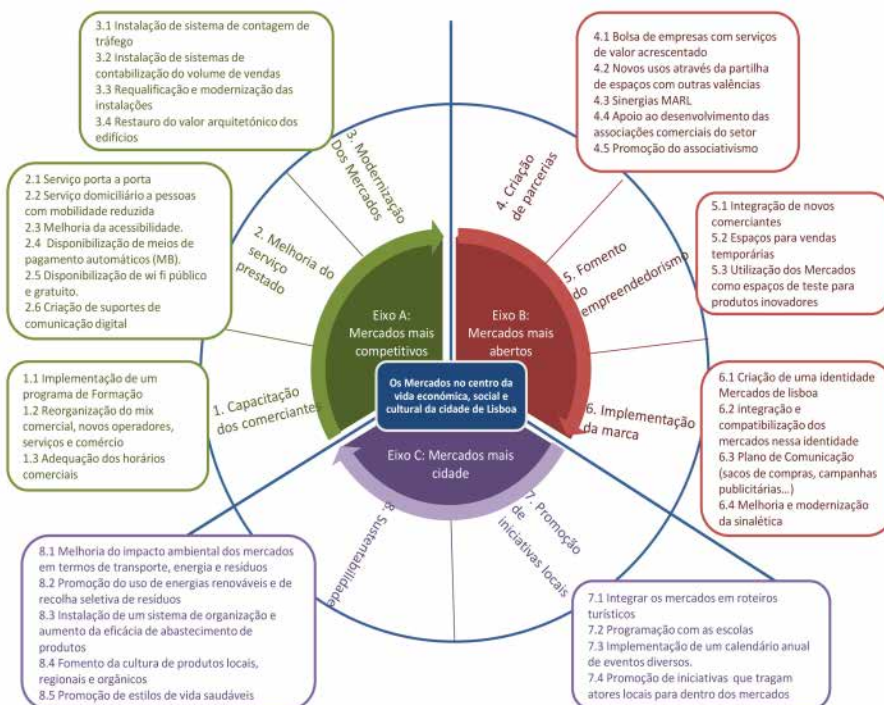 3.1 Instalação de sistema de contagem de
tráfego
3.2 Instalação de sistemas de
contabilização do volume de vendas
3.3 Requalificação e modernização das
instalações
3.4 Restauro do valor arquitetónico dos
edifícios
4.1 Bolsa de empresas com serviços
de valor acrescentado
4.2 Novos usos através da partilha
de espaços com outras valências
4.3 Sinergias MARL
4.4 Apoio ao desenvolvimento das
associações comerciais do setor
4.5 Promoção do associativismo
2.1 Serviço porta a porta
2.2 Serviço domiciliário a pessoas
com mobilidade reduzida
2.3 Melhoria da acessibilidade.
2.4 Disponibilização de meios de
pagamento automáticos (MB).
2.5 Disponibilização de wi fi público
e gratuito.
2.6 Criação de suportes de
comunicação digital
3. Modernização
Dos Mercados
4. Criação
de parcerias
2. Melhoria do
serviço
prestado
5. Fomento
do
empreendedorismo
5.1 Integração de novos
comerciantes
5.2 Espaços para vendas
temporárias
5.3 Utilização dos Mercados
como espaços de teste para
produtos inovadores
Eixo A:
Mercados mais
competitivos
Eixo B:
Mercados mais
abertos
1.1 Implementação de um
programa de Formação
1.2 Reorganização do mix
comercial, novos operadores,
serviços e comércio
1.3 Adequação dos horários
comerciais
1. Capacitação
dos comerciantes
Os Mercados no centro da
vida económica, social e
cultural da cidade de Lisboa
6. Implementação
da marca
6.1 Criação de uma identidade
Mercados de lisboa
6.2 integração e
compatibilização dos
mercados nessa identidade
6.3 Plano de Comunicação
(sacos de compras, campanhas
publicitárias...)
6.4 Melhoria e modernização
da sinalética
Eixo C: Mercados mais
cidade
8. Sustentabilidade
7. Promoção
de
iniciativas locais
8.1 Melhoria do impacto ambiental dos mercados
em termos de transporte, energia e resíduos
8.2 Promoção do uso de energias renováveis e de
recolha seletiva de resíduos
8.3 Instalação de um sistema de organização e
aumento da eficácia de abastecimento de
produtos
8.4 Fomento da cultura de produtos locais,
regionais e orgânicos
8.5 Promoção de estilos de vida saudáveis
7.1 Integrar os mercados em roteiros
turísticos
7.2 Programação com as escolas
7.3 Implementação de um calendário anual
de eventos diversos.
7.4 Promoção de iniciativas que tragam
atores locais para dentro dos mercados